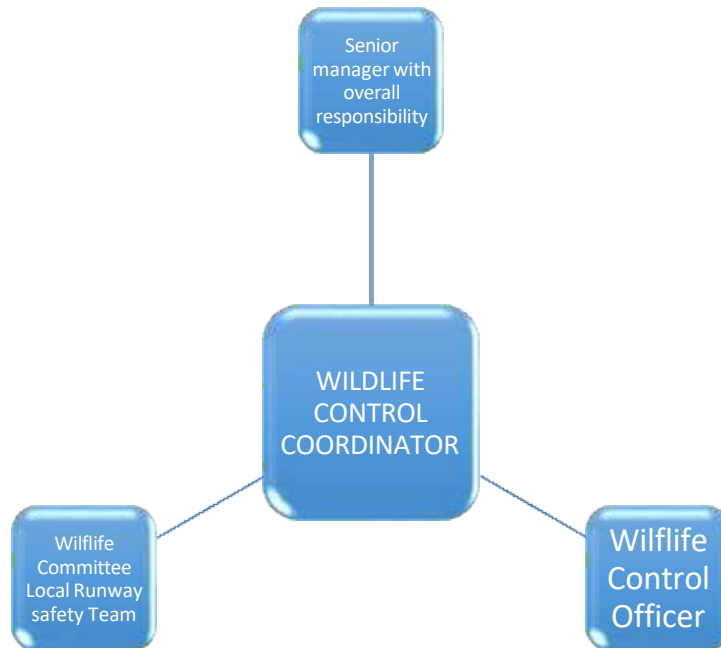 Senior
manager with
overall
responsibility
WILDLIFE
CONTROL
COORDINATOR
Wilflife
Committee
Local Runway
safety Team
Wilflife
Control
Officer